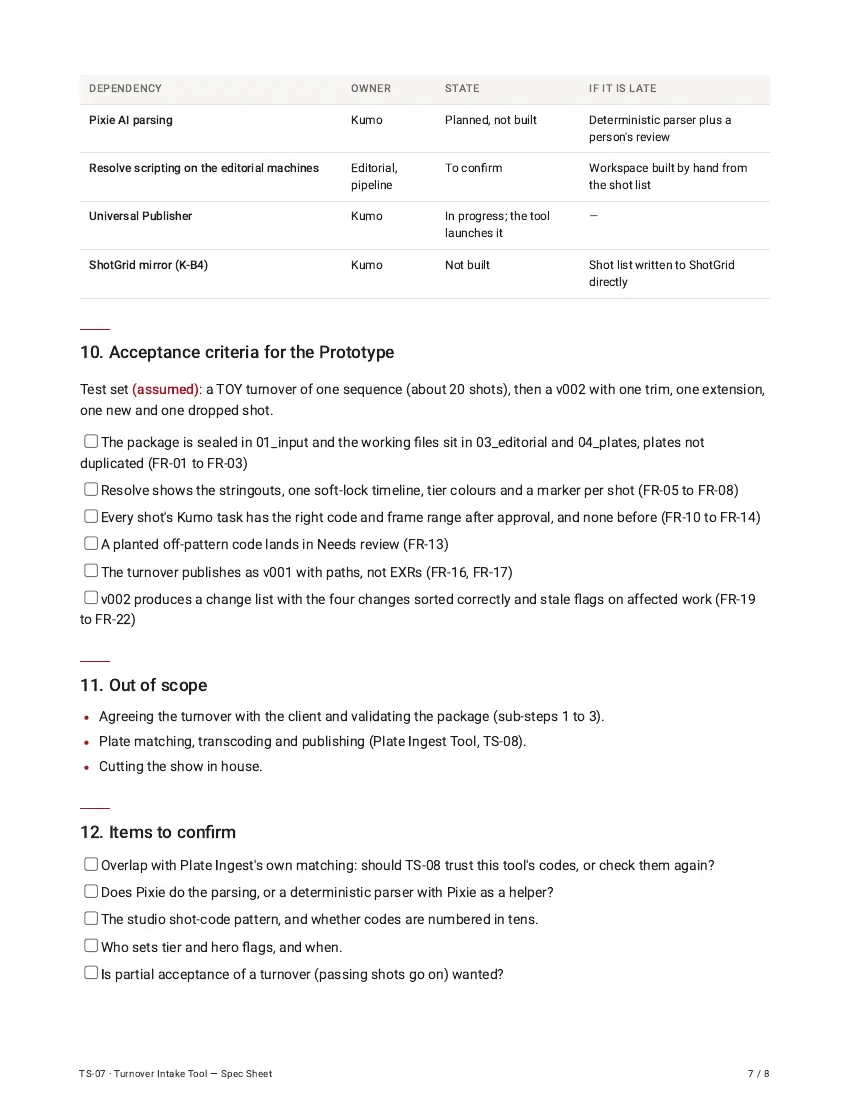 DEPENDENCY OWNER STATE IF IT IS LATE
Pixie AI parsing Kumo Planned, not built Deterministic parser plus a
person's review
Resolve scripting on the editorial machines Editorial, To confirm Workspace built by hand from
pipeline the shot list
Universal Publisher Kumo In progress; the tool —
launches it
ShotGrid mirror (K-B4) Kumo Not built Shot list written to ShotGrid
directly
10. Acceptance criteria for the Prototype
Test set (assumed): a TOY turnover of one sequence (about 20 shots), then a v002 with one trim, one extension,
one new and one dropped shot.
The package is sealed in 01_input and the working files sit in 03_editorial and 04_plates, plates not
duplicated (FR-01 to FR-03)
Resolve shows the stringouts, one soft-lock timeline, tier colours and a marker per shot (FR-05 to FR-08)
Every shot's Kumo task has the right code and frame range after approval, and none before (FR-10 to FR-14)
A planted off-pattern code lands in Needs review (FR-13)
The turnover publishes as v001 with paths, not EXRs (FR-16, FR-17)
v002 produces a change list with the four changes sorted correctly and stale flags on affected work (FR-19
to FR-22)
11. Out of scope
• Agreeing the turnover with the client and validating the package (sub-steps 1 to 3).
• Plate matching, transcoding and publishing (Plate Ingest Tool, TS-08).
• Cutting the show in house.
12. Items to confirm
Overlap with Plate Ingest's own matching: should TS-08 trust this tool's codes, or check them again?
Does Pixie do the parsing, or a deterministic parser with Pixie as a helper?
The studio shot-code pattern, and whether codes are numbered in tens.
Who sets tier and hero flags, and when.
Is partial acceptance of a turnover (passing shots go on) wanted?
TS-07 · Turnover Intake Tool — Spec Sheet 7 / 8